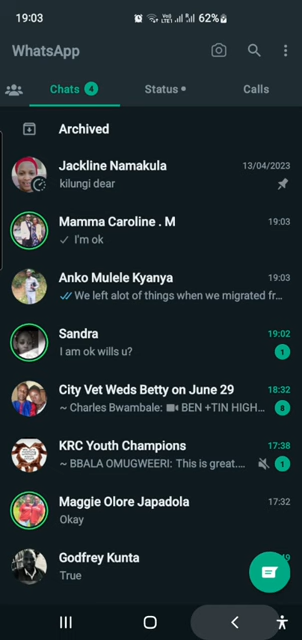 19:03
62%
WhatsApp
Chats 4
Status
Calls
Archived
Jackline Namakula 13/04/2023
kilungi dear
Mamma Caroline . M 19:03
I'm ok
Anko Mulele Kyanya 19:03
We left alot of things when we migrated fr...
Sandra 19:02
I am ok wills u? 1
City Vet Weds Betty on June 29 18:32
~ Charles Bwambale: BEN +TIN HIGH... 8
KRC Youth Champions 17:38
~ BBALA OMUGWEERI: This is great.... 1
Maggie Olore Japadola 17:32
Okay
Godfrey Kunta
True